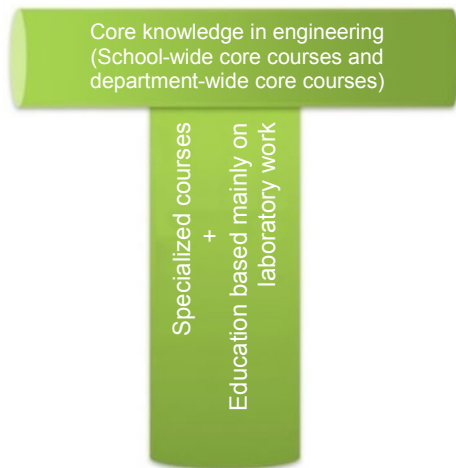 Core knowledge in engineering
(School-wide core courses and
department-wide core courses)
Specialized courses
+
Education based mainly on
laboratory work